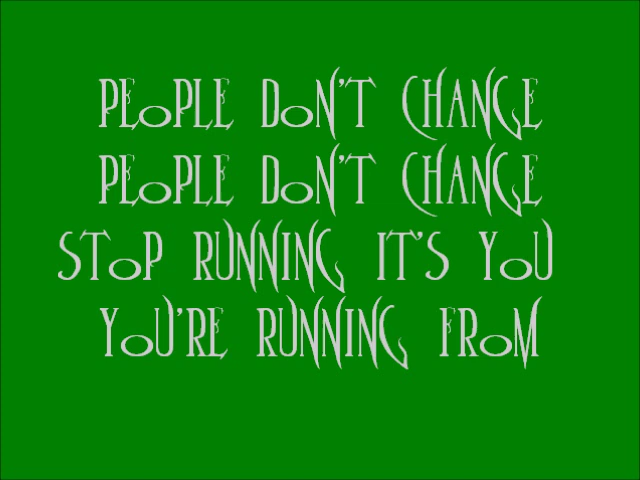 PEOPLE DON'T CHANGE
PEOPLE DON'T CHANGE
STOP RUNNING IT'S YOU
YOU'RE RUNNING FROM